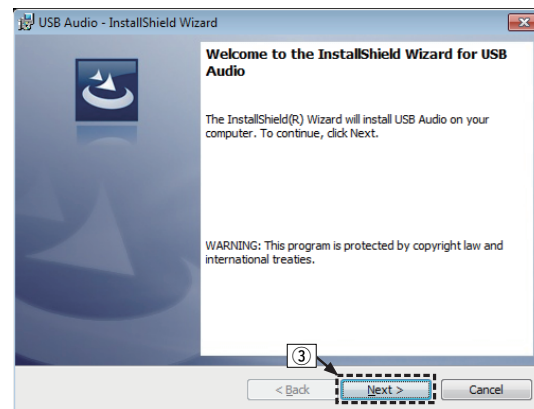 USB Audio - InstallShield Wizard
Welcome to the InstallShield Wizard for USB
Audio
The InstallShield(R) Wizard will install USB Audio on your
computer. To continue, click Next.
WARNING: This program is protected by copyright law and
international treaties.
③
< Back Next > Cancel